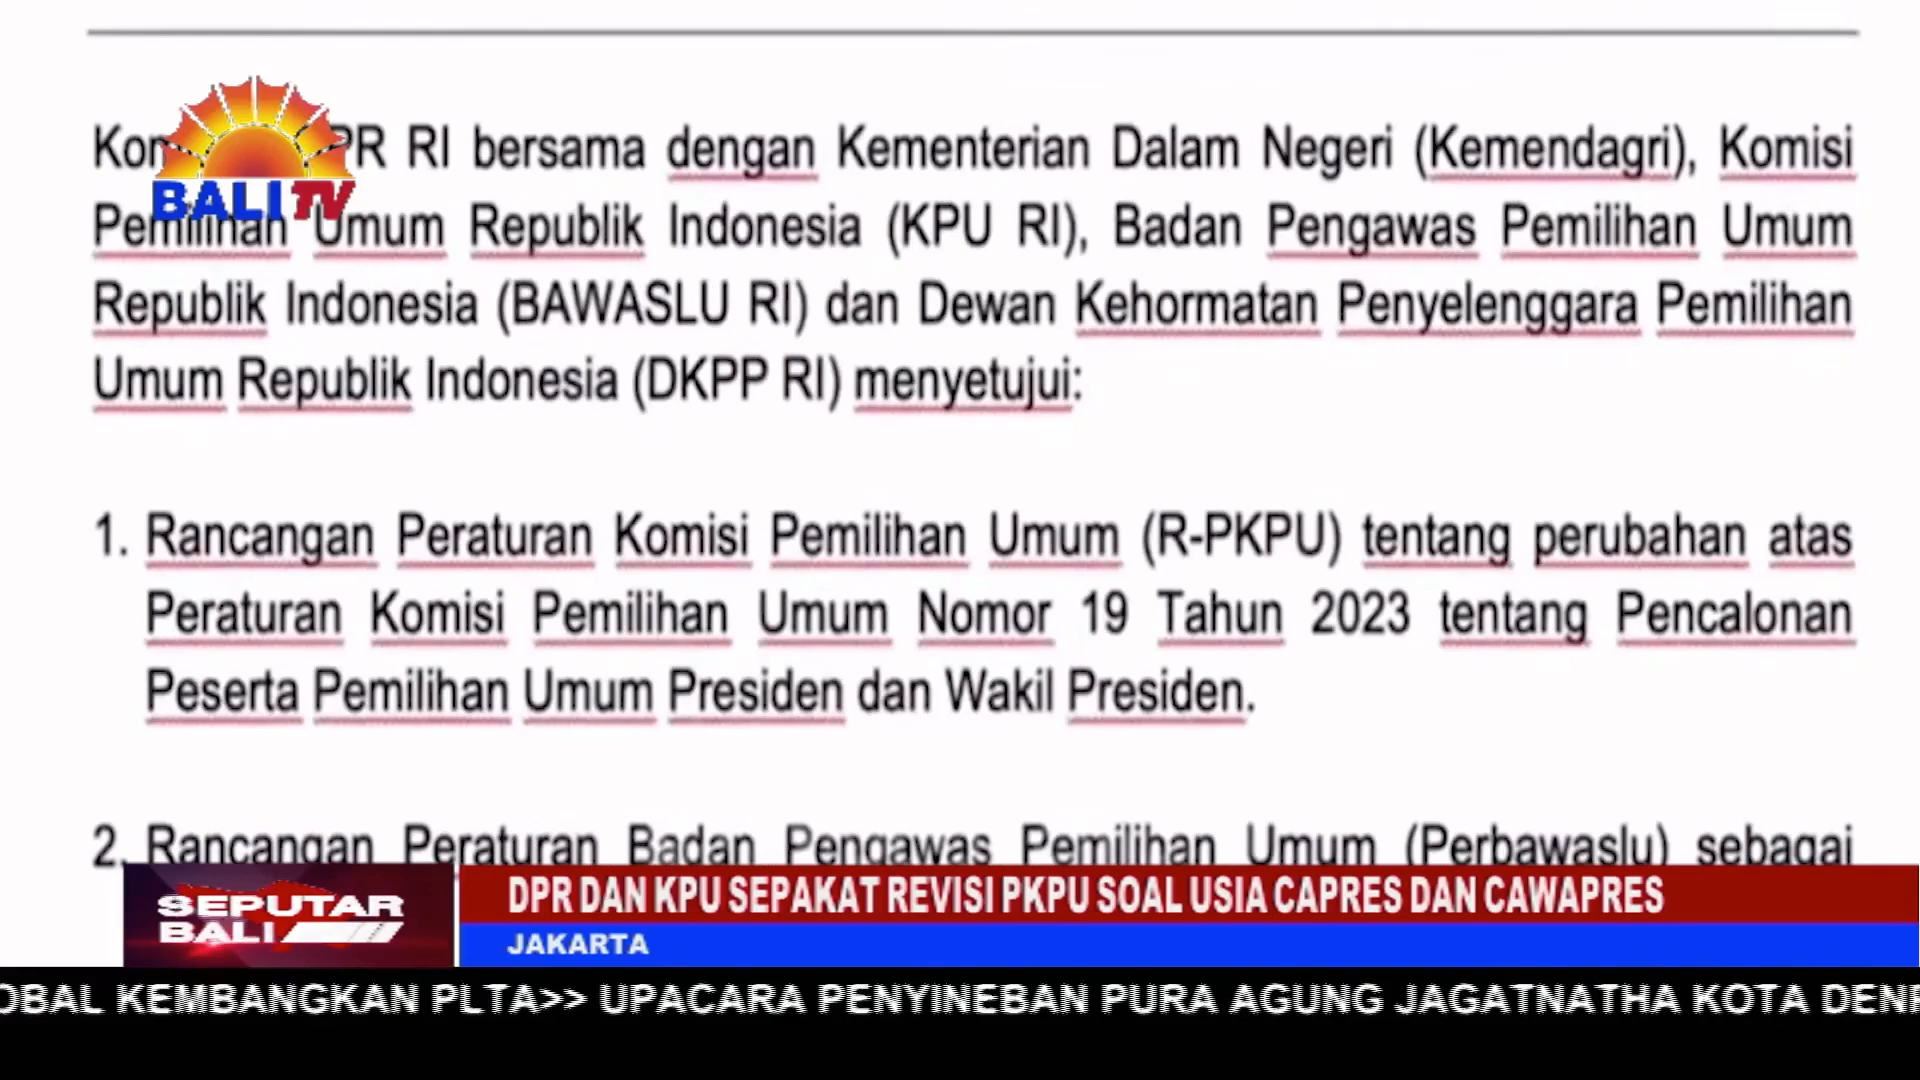 PR RI bersama dengan Kementerian Dalam Negeri (Kemendagri), Komisi
BALI TV
Pemilihan Umum Republik Indonesia (KPU RI), Badan Pengawas Pemilihan Umum
Republik Indonesia (BAWASLU RI) dan Dewan Kehormatan Penyelenggara Pemilihan
Umum Republik Indonesia (DKPP RI) menyetujui:
1. Rancangan Peraturan Komisi Pemilihan Umum (R-PKPU) tentang perubahan atas
Peraturan Komisi Pemilihan Umum Nomor 19 Tahun 2023 tentang Pencalonan
Peserta Pemilihan Umum Presiden dan Wakil Presiden.
2. Rancangan Peraturan Badan Pengawas Pemilihan Umum (Perbawaslu) sebagai
SEPUTAR
BALI
DPR DAN KPU SEPAKAT REVISI PKPU SOAL USIA CAPRES DAN CAWAPRES
JAKARTA
OBAL KEMBANGKAN PLTA>> UPACARA PENYINEBAN PURA AGUNG JAGATNATHA KOTA DENP